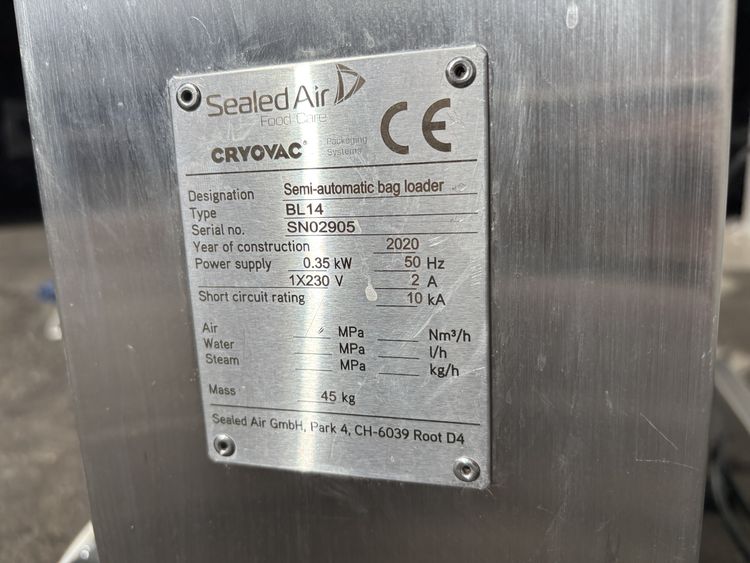 Sealed Air
Food Care
CRYOVAC® Packaging Systems
CE
Designation Semi-automatic bag loader
Type BL14
Serial no. SN02905
Year of construction 2020
Power supply 0.35 kW 50 Hz
1X230 V 2 A
Short circuit rating 10 kA
Air MPa Nm³/h
Water MPa l/h
Steam MPa kg/h
Mass 45 kg
Sealed Air GmbH, Park 4, CH-6039 Root D4